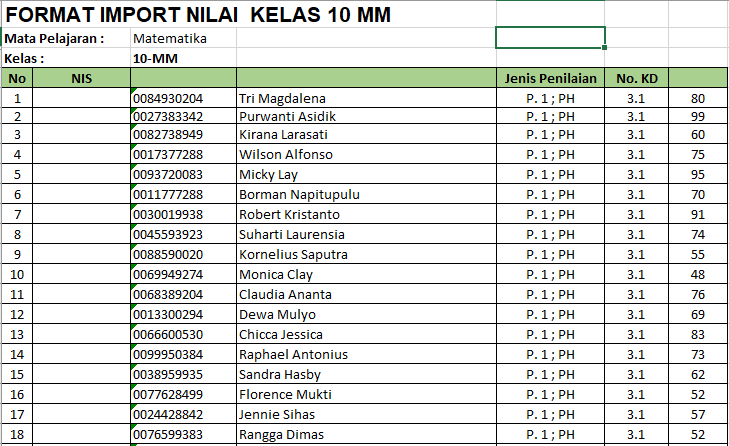 FORMAT IMPORT NILAI KELAS 10 MM
Mata Pelajaran : Matematika
Kelas : 10-MM
No NIS Jenis Penilaian No. KD
1 0084930204 Tri Magdalena P. 1 ; PH 3.1 80
2 0027383342 Purwanti Asidik P. 1 ; PH 3.1 99
3 0082738949 Kirana Larasati P. 1 ; PH 3.1 60
4 0017377288 Wilson Alfonso P. 1 ; PH 3.1 75
5 0093720083 Micky Lay P. 1 ; PH 3.1 95
6 0011777288 Borman Napitupulu P. 1 ; PH 3.1 70
7 0030019938 Robert Kristanto P. 1 ; PH 3.1 91
8 0045593923 Suharti Laurensia P. 1 ; PH 3.1 74
9 0088590020 Kornelius Saputra P. 1 ; PH 3.1 55
10 0069949274 Monica Clay P. 1 ; PH 3.1 48
11 0068389204 Claudia Ananta P. 1 ; PH 3.1 76
12 0013300294 Dewa Mulyo P. 1 ; PH 3.1 69
13 0066600530 Chicca Jessica P. 1 ; PH 3.1 83
14 0099950384 Raphael Antonius P. 1 ; PH 3.1 73
15 0038959935 Sandra Hasby P. 1 ; PH 3.1 62
16 0077628499 Florence Mukti P. 1 ; PH 3.1 52
17 0024428842 Jennie Sihas P. 1 ; PH 3.1 57
18 0076599383 Rangga Dimas P. 1 ; PH 3.1 52